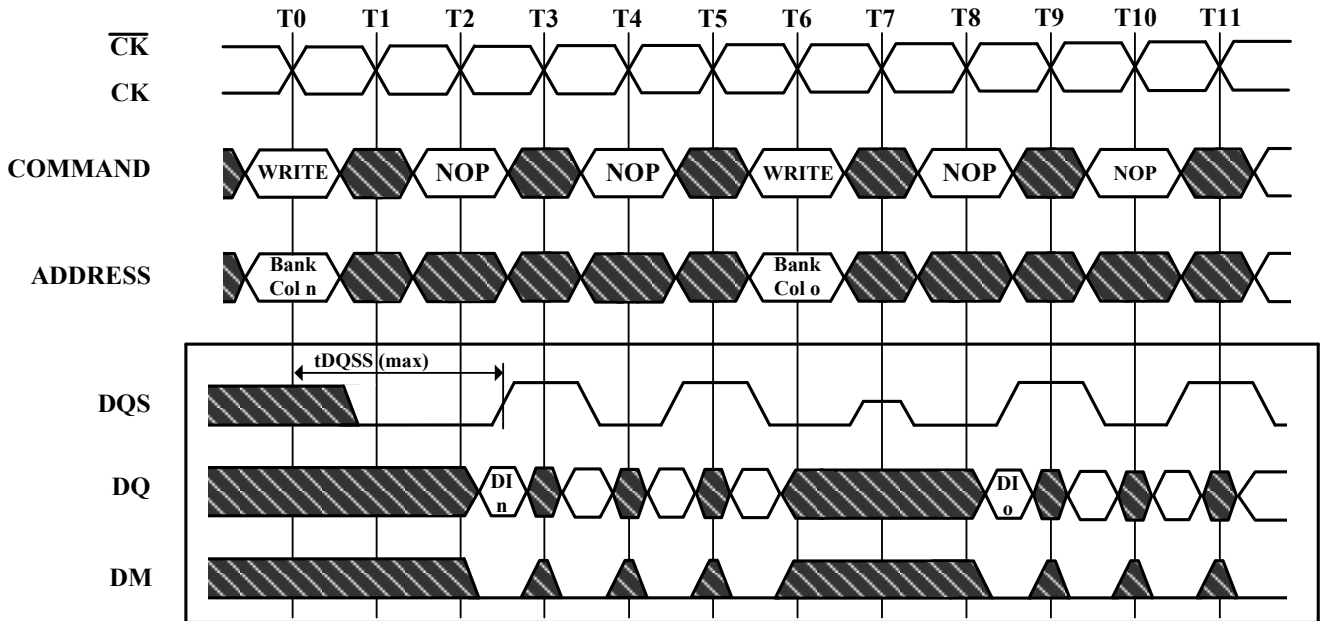 T0 T1 T2 T3 T4 T5 T6 T7 T8 T9 T10 T11
CK
CK
COMMAND WRITE NOP NOP WRITE NOP NOP
ADDRESS Bank Col n Bank Col o
tDQSS (max)
DQS
DQ DI n DI o
DM